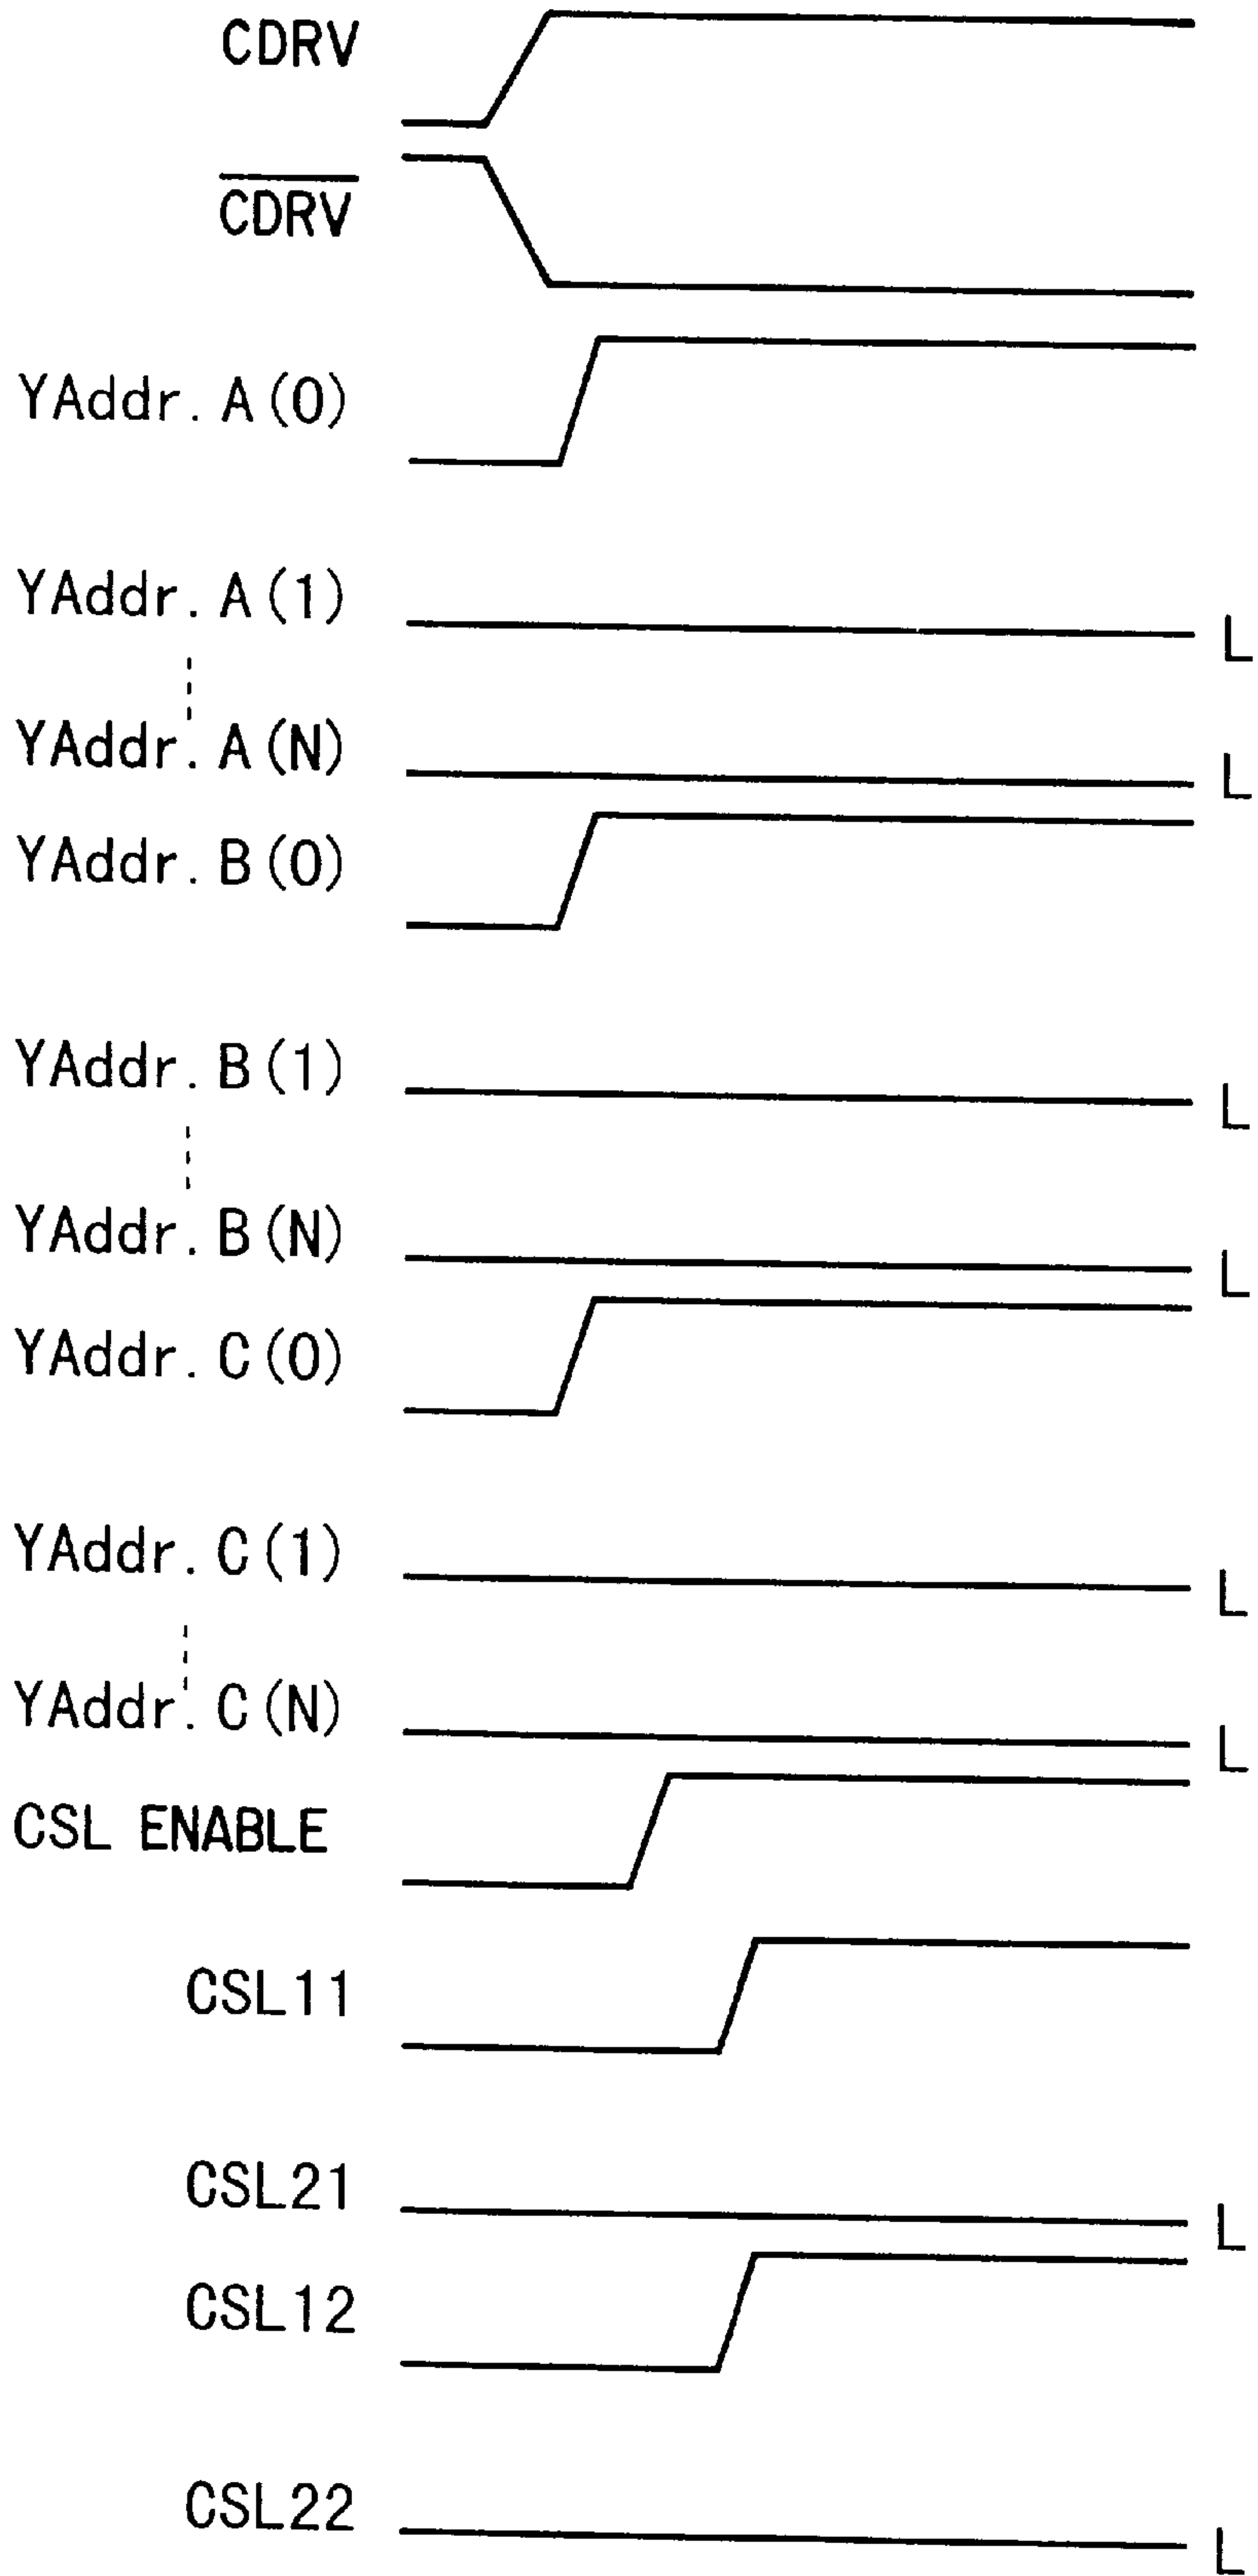 CDRV
CDRV
YAddr. A(0)
YAddr. A(1) L
YAddr. A(N) L
YAddr. B(0)
YAddr. B(1) L
YAddr. B(N) L
YAddr. C(0)
YAddr. C(1) L
YAddr. C(N) L
CSL ENABLE
CSL11
CSL21 L
CSL12
CSL22 L